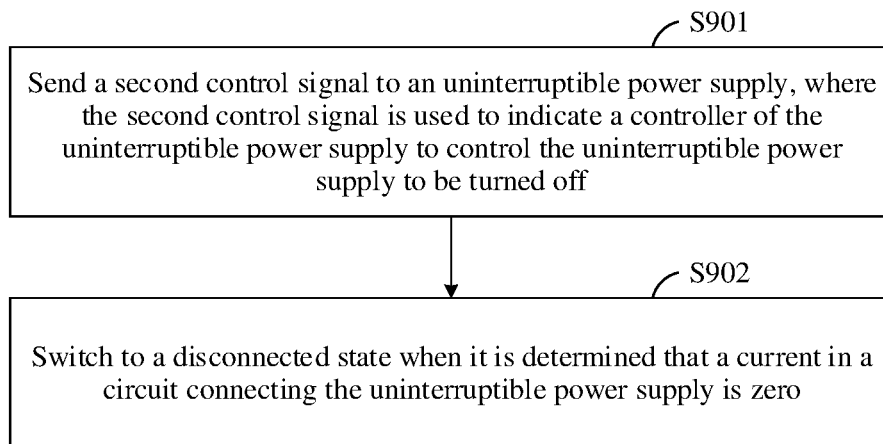 S901
Send a second control signal to an uninterruptible power supply, where
the second control signal is used to indicate a controller of the
uninterruptible power supply to control the uninterruptible power
supply to be turned off
S902
Switch to a disconnected state when it is determined that a current in a
circuit connecting the uninterruptible power supply is zero